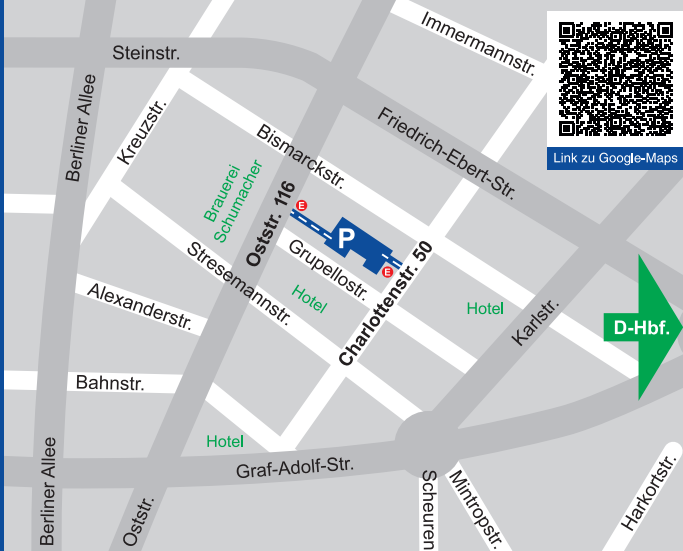 Immermannstr.
Steinstr.
Berliner Allee
Kreuzstr.
Friedrich-Ebert-Str.
Link zu Google-Maps
Bismarckstr.
Brauerei
Schumacher
Oststr. 116
E
P
E
Grupellostr.
Stresemannstr.
Hotel
Charlottenstr. 50
Hotel
Karlstr.
D-Hbf.
Alexanderstr.
Bahnstr.
Hotel
Graf-Adolf-Str.
Berliner Allee
Oststr.
Scheuren
Mintropstr.
Harkortstr.